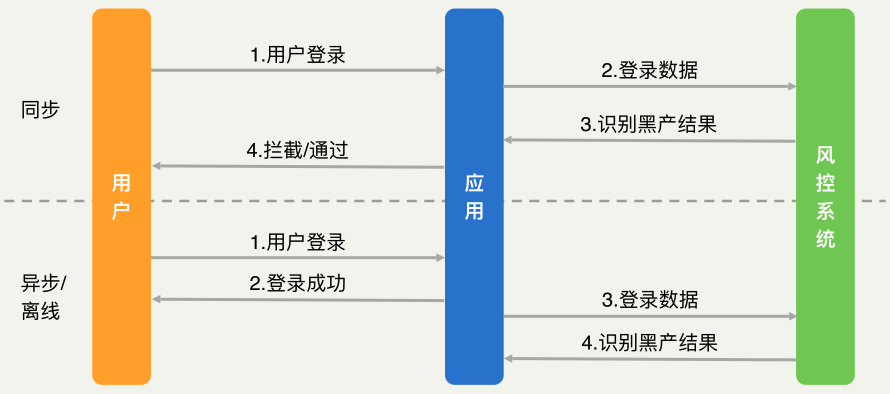 1.用户登录
2.登录数据
同步
3.识别黑产结果
4.拦截/通过
用户
应用
风控系统
1.用户登录
异步/
离线
2.登录成功
3.登录数据
4.识别黑产结果